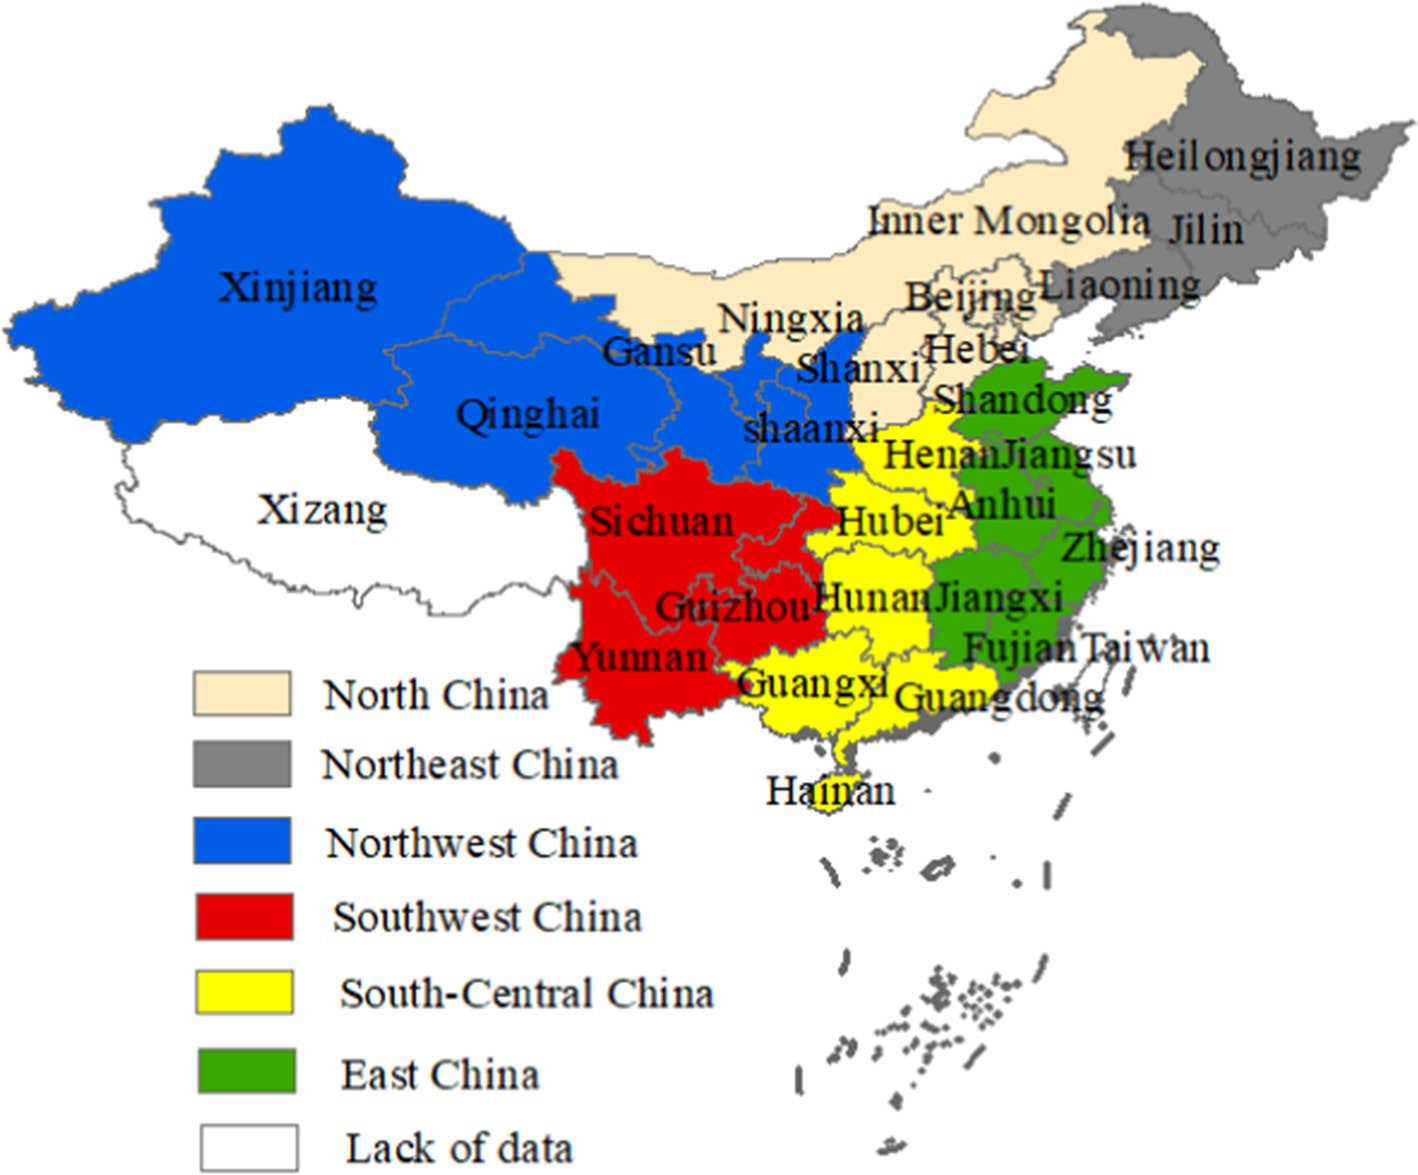 Heilongjiang
Inner Mongolia
Jilin
Xinjiang
Beijing
Liaoning
Ningxia
Gansu
Shanxi
Hebei
Qinghai
Shandong
shaanxi
Henan
Jiangsu
Xizang
Sichuan
Hubei
Anhui
Zhejiang
Guizhou
Hunan
Jiangxi
Yunnan
Fujian
Taiwan
Guangxi
Guangdong
Hainan
North China
Northeast China
Northwest China
Southwest China
South-Central China
East China
Lack of data